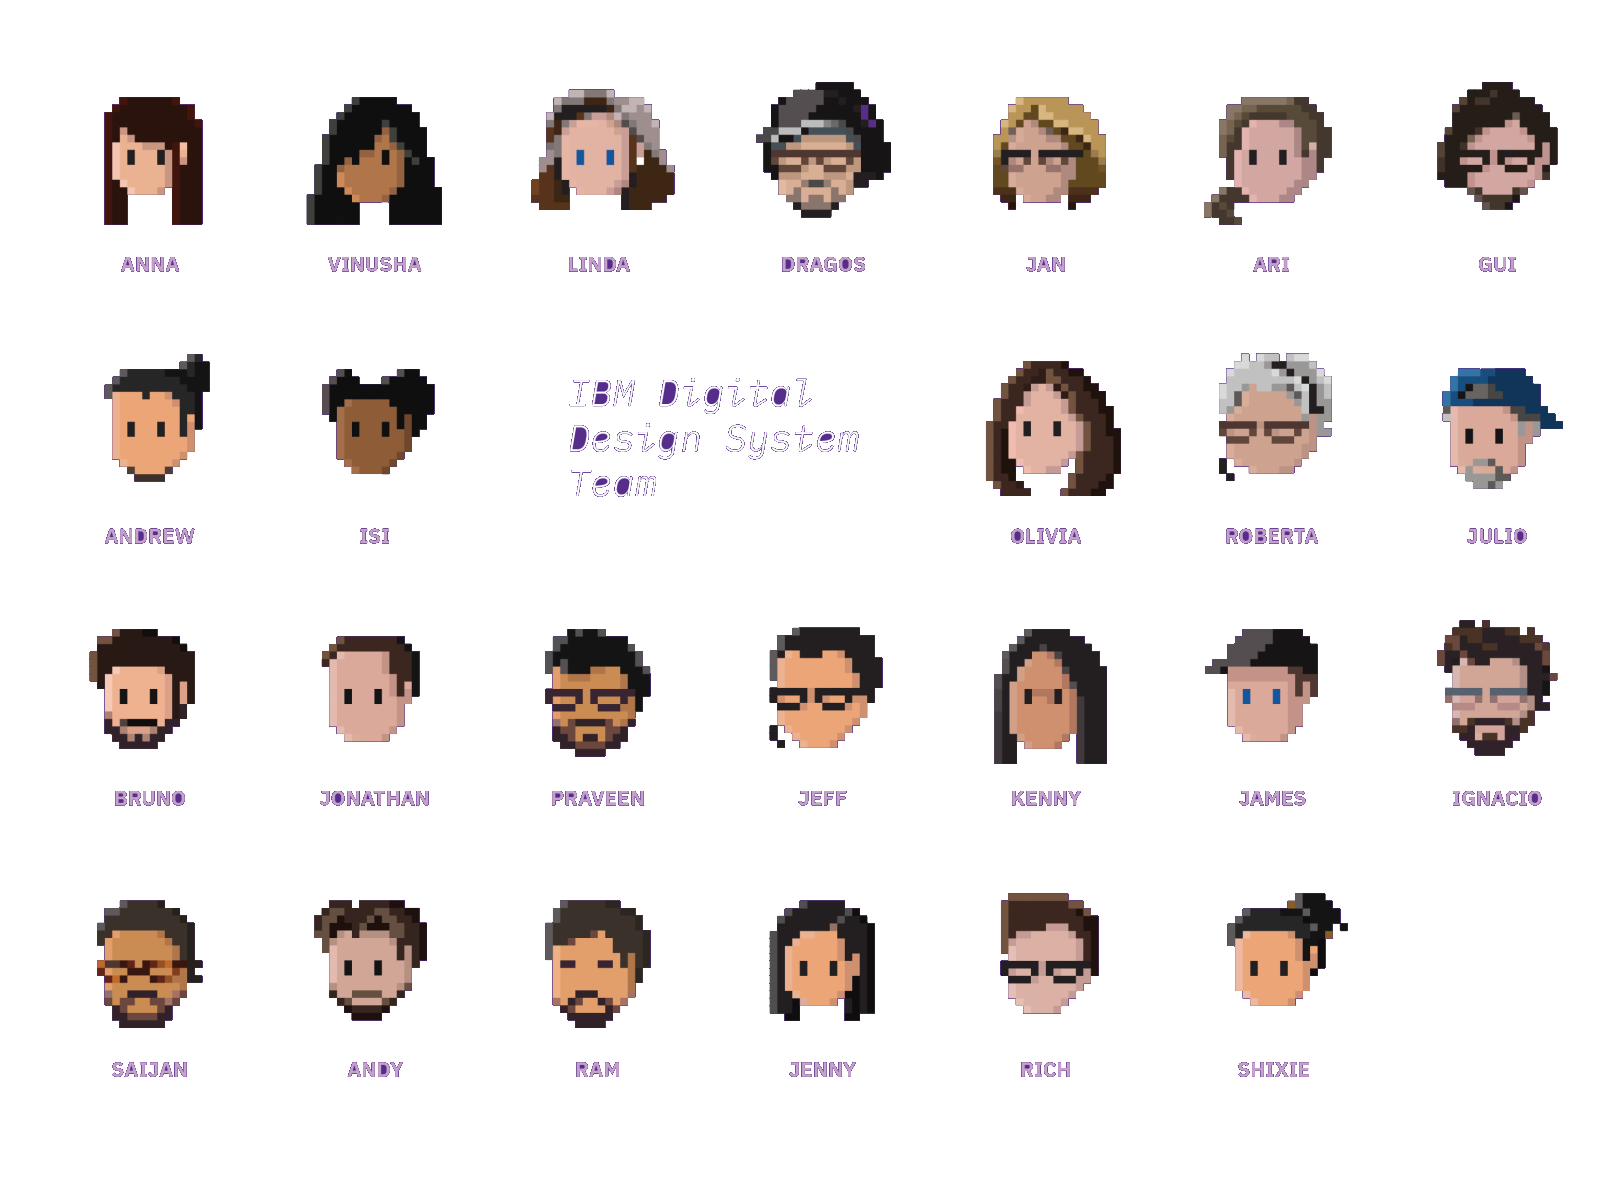 ANNA
VINUSHA
LINDA
DRAGOS
JAN
ARI
GUI
IBM Digital
Design System
Team
ANDREW
ISI
OLIVIA
ROBERTA
JULIO
BRUNO
JONATHAN
PRAVEEN
JEFF
KENNY
JAMES
IGNACIO
SAIJAN
ANDY
RAM
JENNY
RICH
SHIXIE